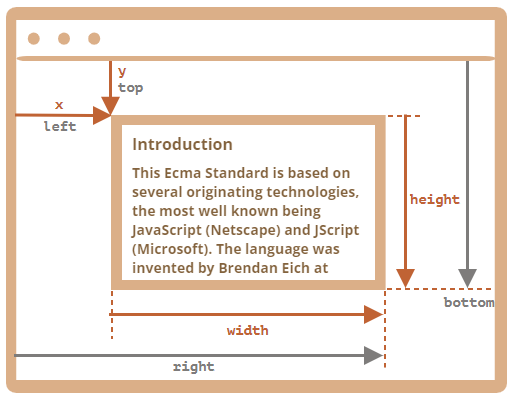 y
top
x
left
Introduction
This Ecma Standard is based on
several originating technologies,
the most well known being
JavaScript (Netscape) and JScript
(Microsoft). The language was
invented by Brendan Eich at
height
bottom
width
right